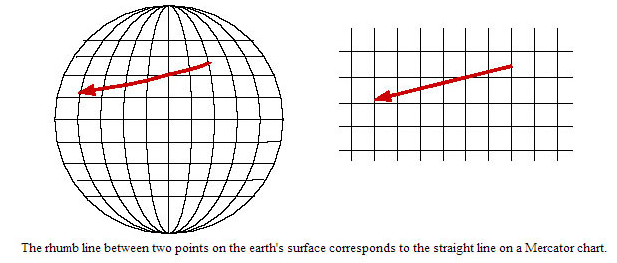 The rhumb line between two points on the earth's surface corresponds to the straight line on a Mercator chart.